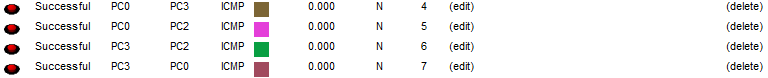 Successful PC0 PC3 ICMP 0.000 N 4 (edit) (delete)
Successful PC0 PC2 ICMP 0.000 N 5 (edit) (delete)
Successful PC3 PC2 ICMP 0.000 N 6 (edit) (delete)
Successful PC3 PC0 ICMP 0.000 N 7 (edit) (delete)